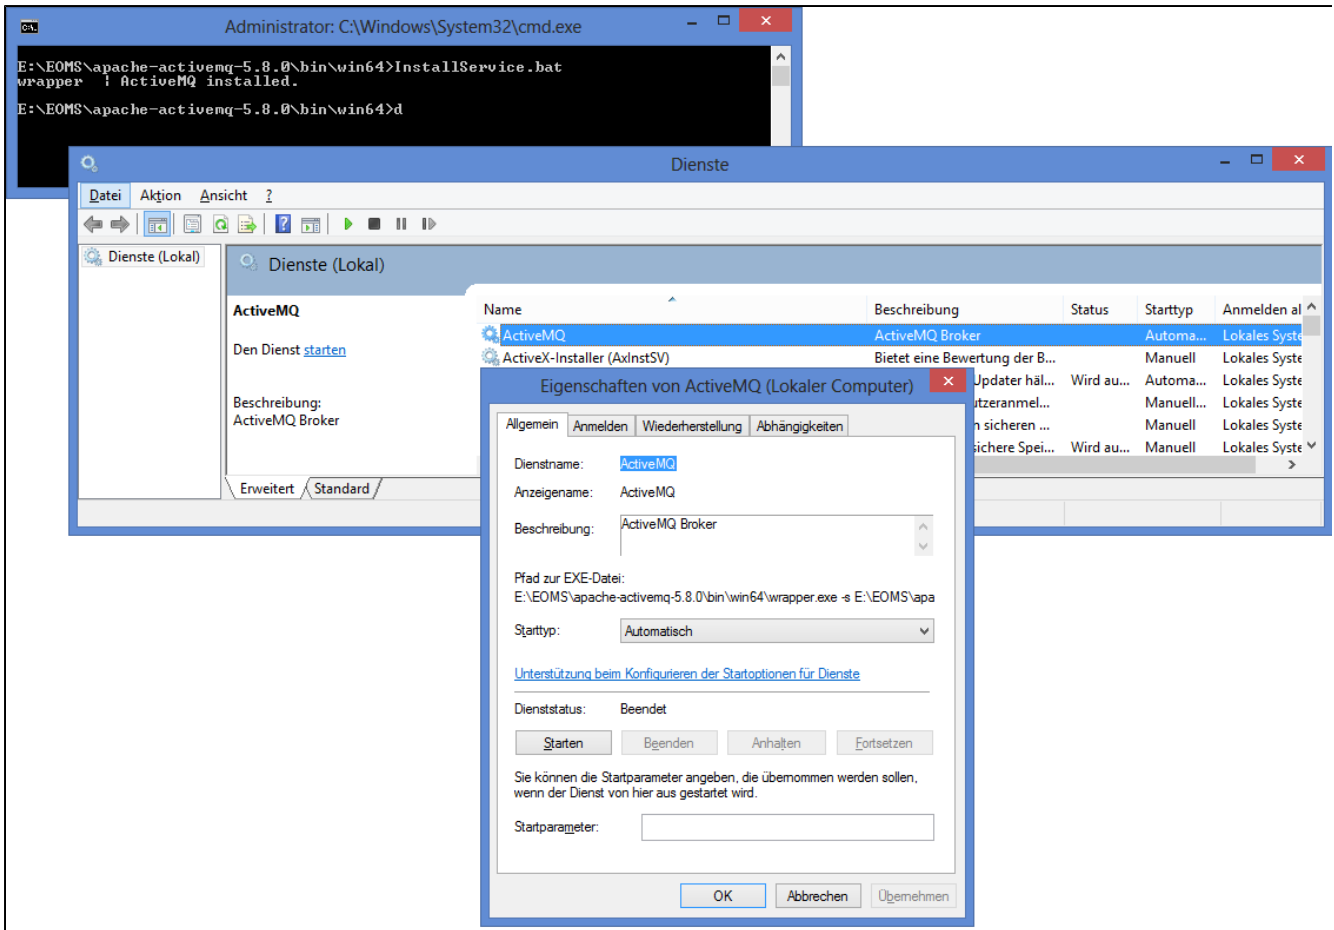 Administrator: C:\Windows\System32\cmd.exe
E:\EOMS\apache-activemq-5.8.0\bin\win64>InstallService.bat
wrapper  | ActiveMQ installed.
E:\EOMS\apache-activemq-5.8.0\bin\win64>d
Dienste
Datei Aktion Ansicht ?
Dienste (Lokal)
Dienste (Lokal)
ActiveMQ
Den Dienst starten
Beschreibung:
ActiveMQ Broker
Name Beschreibung Status Starttyp Anmelden al
ActiveMQ ActiveMQ Broker Automa... Lokales Syste
ActiveX-Installer (AxInstSV) Bietet eine Bewertung der B... Manuell Lokales Syste
Updater häl... Wird au... Automa... Lokales Syste
utzeranmel... Manuell... Lokales Syste
n sicheren ... Manuell Lokales Syste
sichere Spei... Wird au... Manuell Lokales Syste
Erweitert Standard
Eigenschaften von ActiveMQ (Lokaler Computer)
Allgemein Anmelden Wiederherstellung Abhängigkeiten
Dienstname: ActiveMQ
Anzeigename: ActiveMQ
Beschreibung: ActiveMQ Broker
Pfad zur EXE-Datei:
E:\EOMS\apache-activemq-5.8.0\bin\win64\wrapper.exe -s E:\EOMS\apa
Starttyp: Automatisch
Unterstützung beim Konfigurieren der Startoptionen für Dienste
Dienststatus: Beendet
Starten Beenden Anhalten Fortsetzen
Sie können die Startparameter angeben, die übernommen werden sollen,
wenn der Dienst von hier aus gestartet wird.
Startparameter:
OK Abbrechen Übernehmen